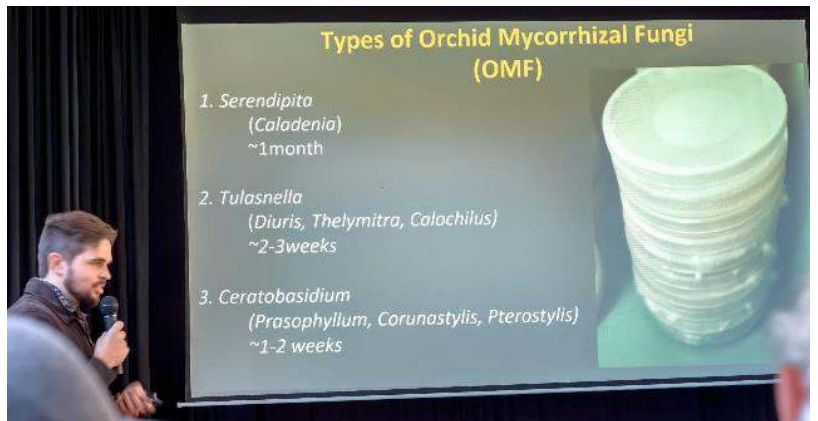 Types of Orchid Mycorrhizal Fungi
(OMF)
1. Serendipita
(Caladenia)
~1month
2. Tulasnella
(Diuris, Thelymitra, Calochilus)
~2-3weeks
3. Ceratobasidium
(Prasophyllum, Corunastylis, Pterostylis)
~1-2 weeks